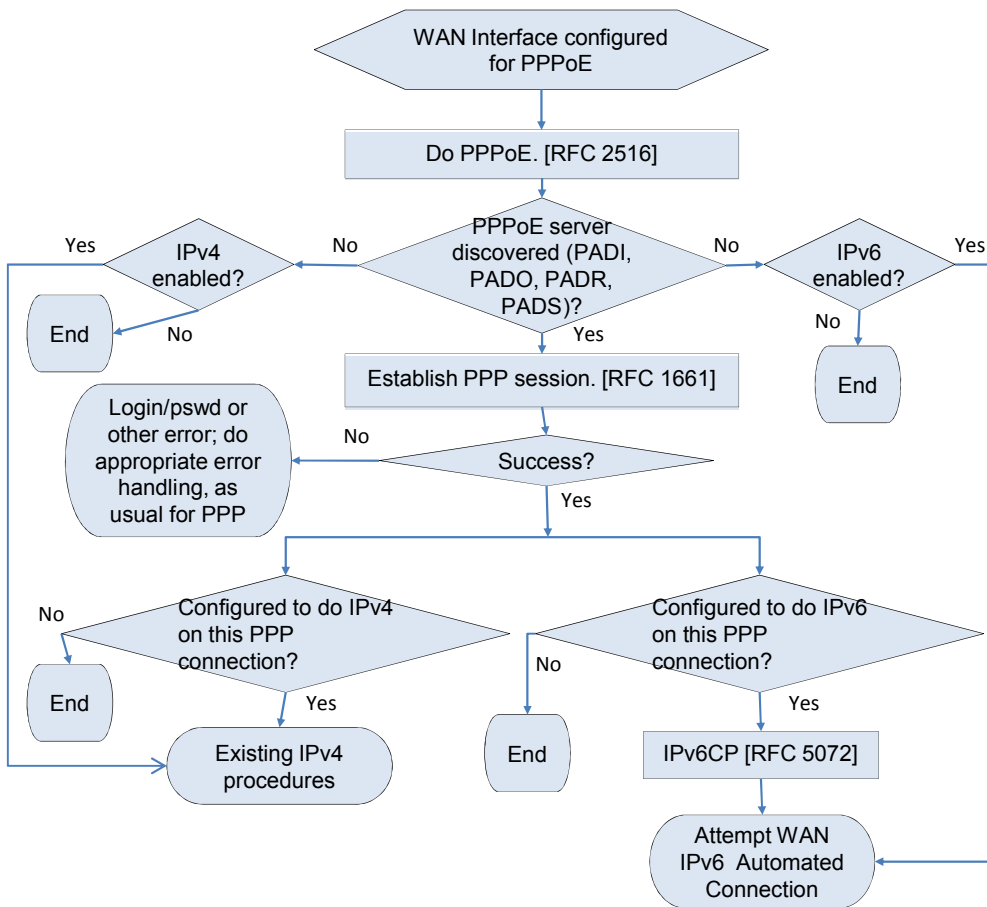 WAN Interface configured
for PPPoE
Do PPPoE. [RFC 2516]
PPPoE server
discovered (PADI,
PADO, PADR,
PADS)?
No
No
Yes
IPv4
enabled?
Yes
No
End
IPv6
enabled?
Yes
No
End
Establish PPP session. [RFC 1661]
Success?
No
Yes
Login/pswd or
other error; do
appropriate error
handling, as
usual for PPP
Configured to do IPv4
on this PPP
connection?
No
Yes
End
Existing IPv4
procedures
Configured to do IPv6
on this PPP
connection?
No
Yes
End
IPv6CP [RFC 5072]
Attempt WAN
IPv6 Automated
Connection